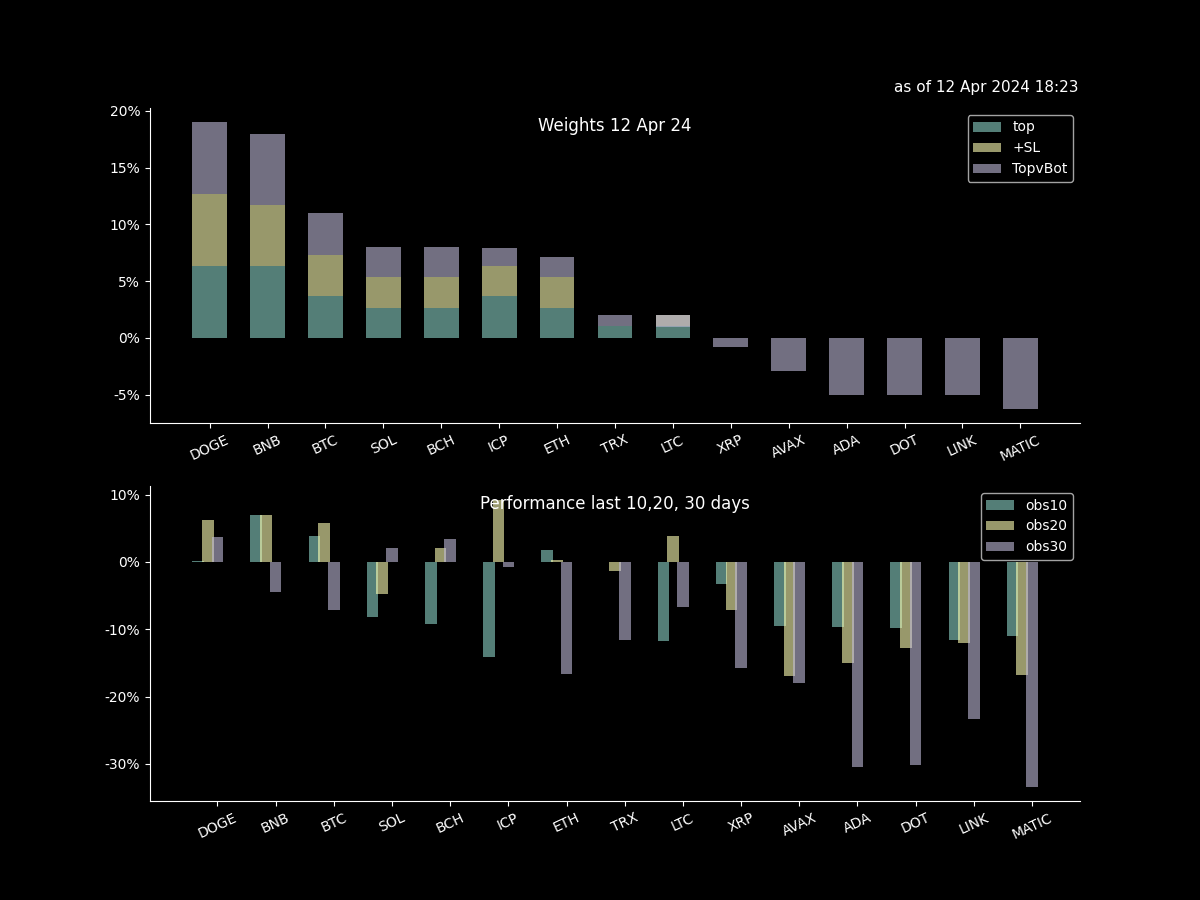 as of 12 Apr 2024 18:23
Weights 12 Apr 24
top
+SL
TopvBot
20%
15%
10%
5%
0%
-5%
DOGE BNB BTC SOL BCH ICP ETH TRX LTC XRP AVAX ADA DOT LINK MATIC
Performance last 10,20, 30 days
obs10
obs20
obs30
10%
0%
-10%
-20%
-30%
DOGE BNB BTC SOL BCH ICP ETH TRX LTC XRP AVAX ADA DOT LINK MATIC